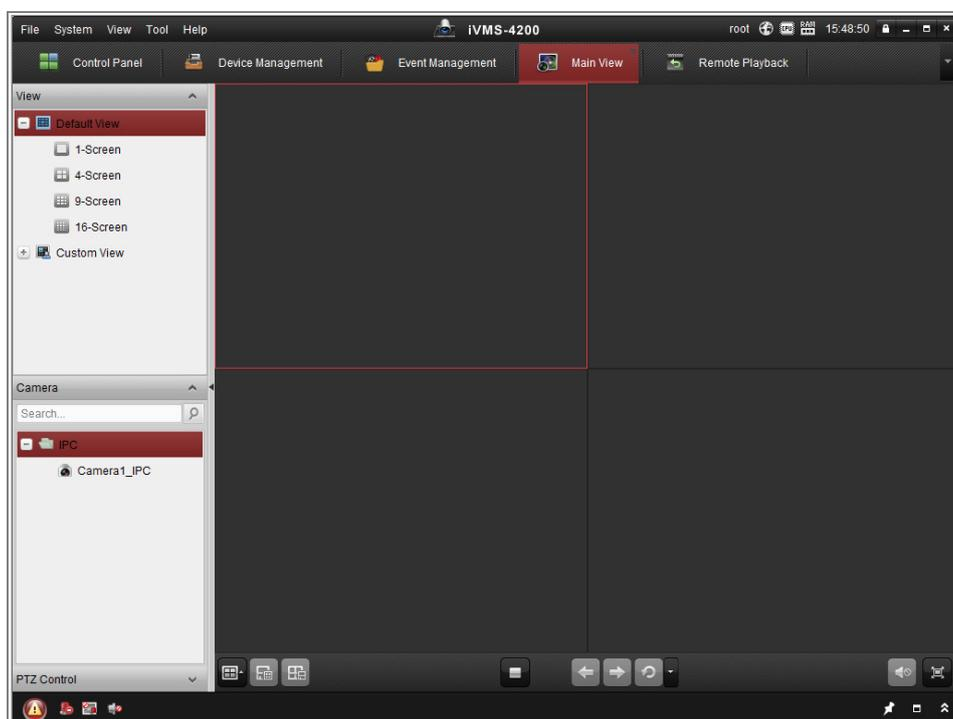 File System View Tool Help
iVMS-4200
root CPU RAM 15:48:50
Control Panel Device Management Event Management Main View Remote Playback
View
Default View
1-Screen
4-Screen
9-Screen
16-Screen
Custom View
Camera
Search...
IPC
Camera1_IPC
PTZ Control